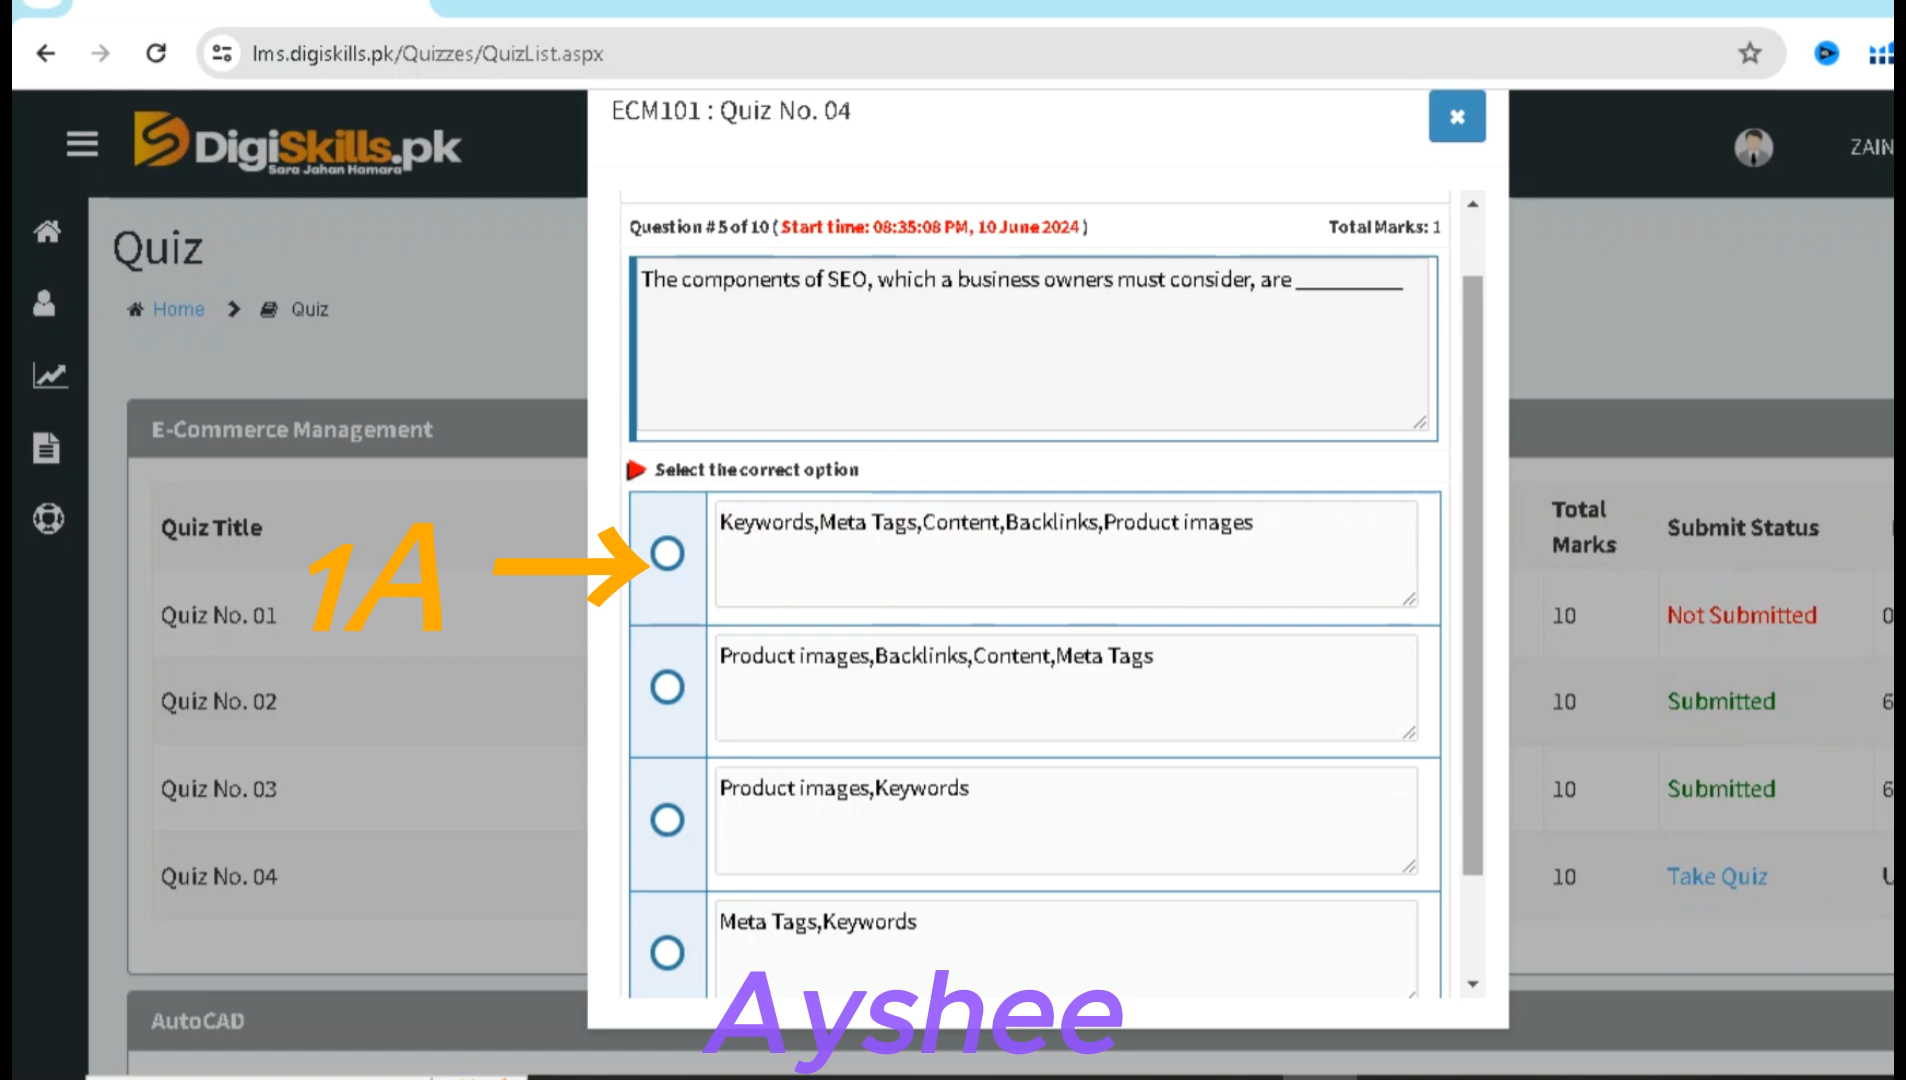 lms.digiskills.pk/Quizzes/QuizList.aspx
ECM101 : Quiz No. 04
DigiSkills.pk
Sara Jahan Hamara
ZAIN
Question # 5 of 10 ( Start time: 08:35:08 PM, 10 June 2024 )
Total Marks: 1
Quiz
The components of SEO, which a business owners must consider, are __________
Home > Quiz
E-Commerce Management
Select the correct option
Quiz Title
Total Marks
Submit Status
1A
Keywords,Meta Tags,Content,Backlinks,Product images
Quiz No. 01
10
Not Submitted
0
Product images,Backlinks,Content,Meta Tags
Quiz No. 02
10
Submitted
6
Product images,Keywords
Quiz No. 03
10
Submitted
6
Quiz No. 04
10
Take Quiz
Meta Tags,Keywords
AutoCAD
Ayshee